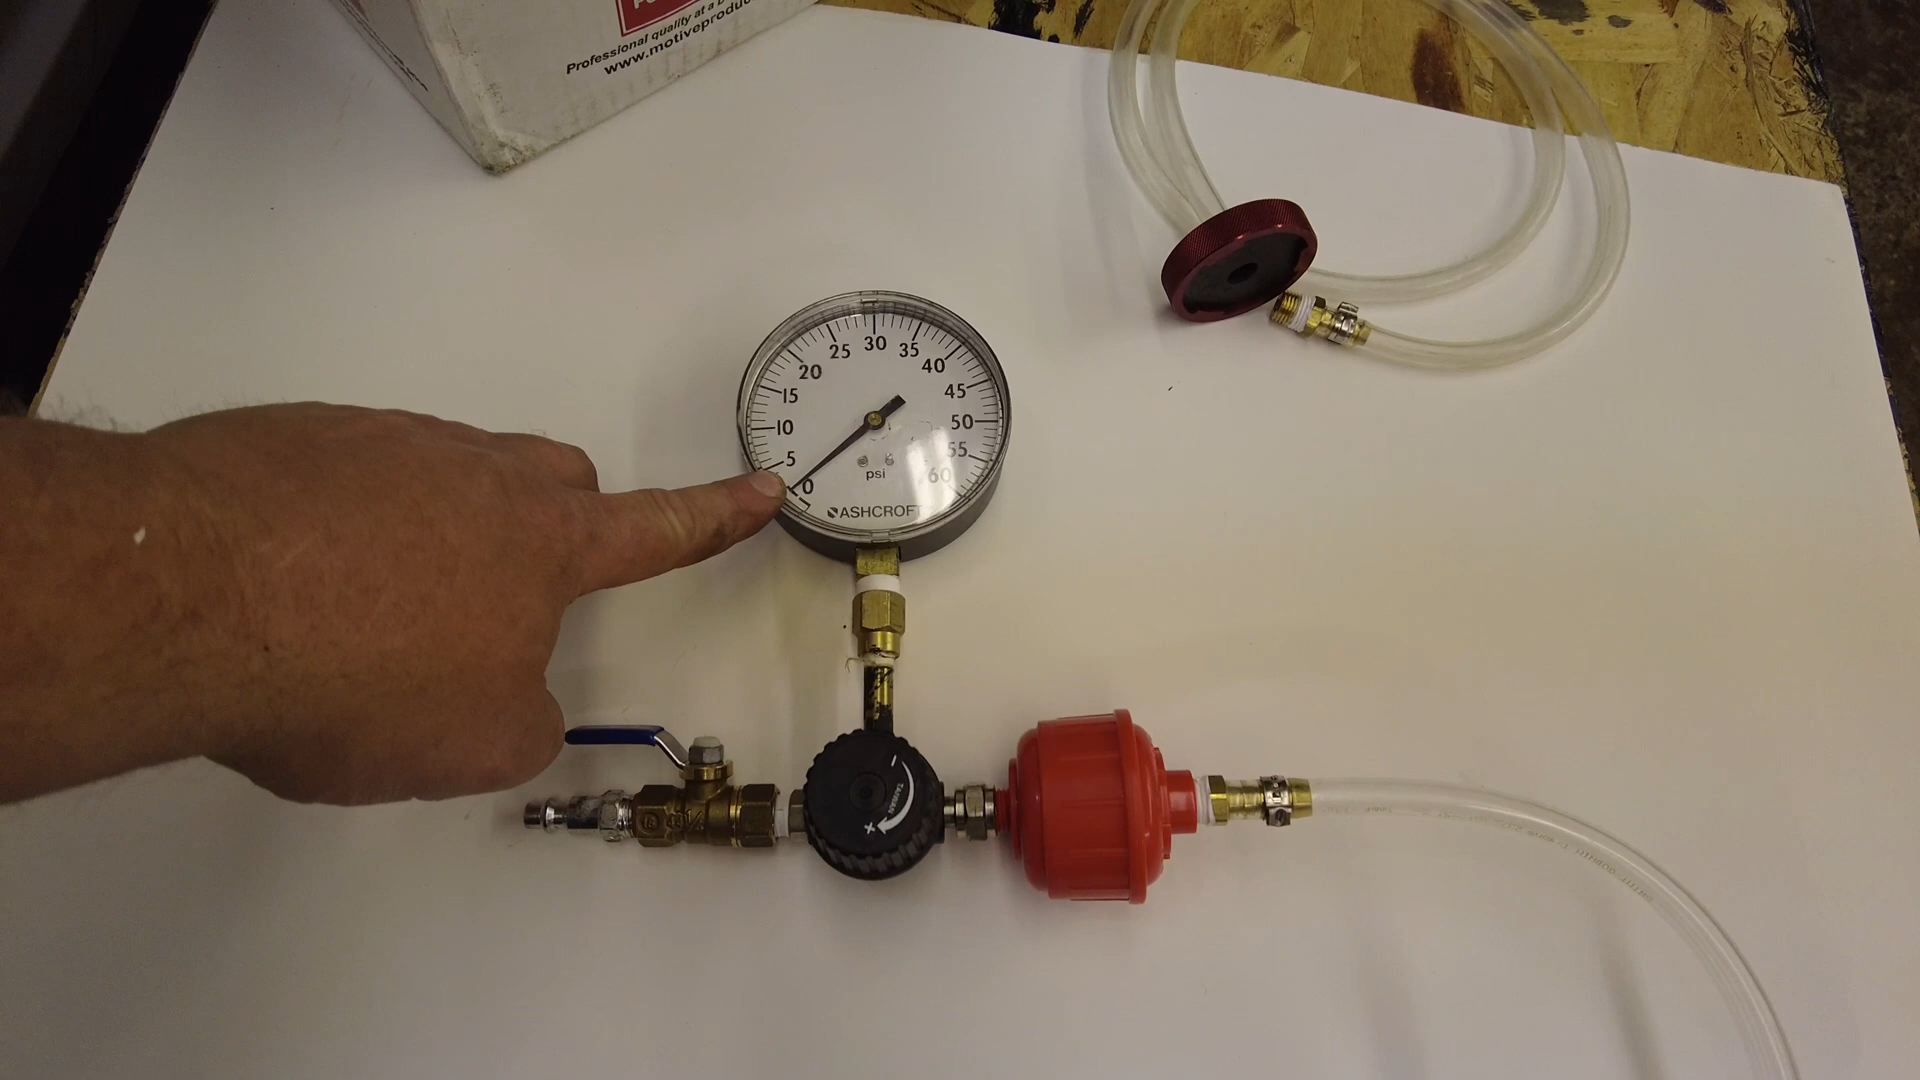 Professional quality at a
www.motiveproduc
25 30 35
20 40
15 45
10 50
5 55
0 60
psi
ASHCROFT
-
TAIWAN
+